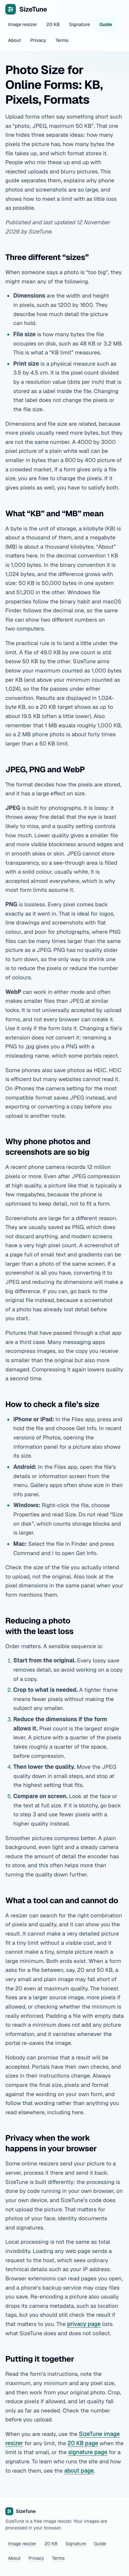 SizeTune
Image resizer 20 KB Signature Guide
About Privacy Terms
Photo Size for
Online Forms: KB,
Pixels, Formats
Upload forms often say something short such
as “photo, JPEG, maximum 50 KB”. That one
line hides three separate ideas: how many
pixels the picture has, how many bytes the
file takes up, and which format stores it.
People who mix these up end up with
rejected uploads and blurry pictures. This
guide separates them, explains why phone
photos and screenshots are so large, and
shows how to meet a limit with as little loss
as possible.
Published and last updated 12 November
2026 by SizeTune.
Three different “sizes”
When someone says a photo is “too big”, they
might mean any of the following.
Dimensions are the width and height
in pixels, such as 1200 by 1600. They
describe how much detail the picture
can hold.
File size is how many bytes the file
needs on disk, such as 48 KB or 3.2 MB.
This is what a “KB limit” measures.
Print size is a physical measure such as
3.5 by 4.5 cm. It is the pixel count divided
by a resolution value (dots per inch) that is
stored as a label inside the file. Changing
that label does not change the pixels or
the file size.
Dimensions and file size are related, because
more pixels usually need more bytes, but they
are not the same number. A 4000 by 3000
pixel picture of a plain white wall can be
smaller in bytes than a 600 by 400 picture of
a crowded market. If a form gives a limit in
bytes, you are free to change the pixels. If it
gives pixels as well, you have to satisfy both.
What “KB” and “MB” mean
A byte is the unit of storage, a kilobyte (KB) is
about a thousand of them, and a megabyte
(MB) is about a thousand kilobytes. “About”
matters here. In the decimal convention 1 KB
is 1,000 bytes. In the binary convention it is
1,024 bytes, and the difference grows with
size: 50 KB is 50,000 bytes in one system
and 51,200 in the other. Windows file
properties follow the binary habit and macOS
Finder follows the decimal one, so the same
file can show different numbers on two
computers.
The practical rule is to land a little under the
limit. A file of 49.0 KB by one count is still
below 50 KB by the other. SizeTune aims
below your maximum counted as 1,000 bytes
per KB (and above your minimum counted as
1,024), so the file passes under either
convention. Results are displayed in 1,024-
byte KB, so a 20 KB target shows as up to
about 19.5 KB (often a little lower). Also
remember that 1 MB equals roughly 1,000 KB,
so a 2 MB phone photo is about forty times
larger than a 50 KB limit.
JPEG, PNG and WebP
The format decides how the pixels are stored,
and it has a large effect on size.
JPEG is built for photographs. It is lossy: it
throws away fine detail that the eye is least
likely to miss, and a quality setting controls
how much. Lower quality gives a smaller file
and more visible blockiness around edges and
in smooth areas of skin. JPEG cannot store
transparency, so a see-through area is filled
with a solid colour, usually white. It is
accepted almost everywhere, which is why
most form limits assume it.
PNG is lossless. Every pixel comes back
exactly as it went in. That is ideal for logos,
line drawings and screenshots with flat
colour, and poor for photographs, where PNG
files can be many times larger than the same
picture as a JPEG. PNG has no quality slider
to turn down, so the only way to shrink one is
to reduce the pixels or reduce the number
of colours.
WebP can work in either mode and often
makes smaller files than JPEG at similar
looks. It is not universally accepted by upload
forms, and not every browser can create it.
Use it only if the form lists it. Changing a file’s
extension does not convert it: renaming a
PNG to .jpg gives you a PNG with a
misleading name, which some portals reject.
Some phones also save photos as HEIC. HEIC
is efficient but many websites cannot read it.
On iPhones the camera setting for the most
compatible format saves JPEG instead, and
exporting or converting a copy before you
upload is another route.
Why phone photos and
screenshots are so big
A recent phone camera records 12 million
pixels or more. Even after JPEG compression
at high quality, a picture like that is typically a
few megabytes, because the phone is
optimised to keep detail, not to fit a form.
Screenshots are large for a different reason.
They are usually saved as PNG, which does
not discard anything, and modern screens
have a very high pixel count. A screenshot of
a page full of small text and gradients can be
larger than a photo of the same scene. If a
form asks for a photo and you have a
screenshot of a picture, converting it to
JPEG and reducing its dimensions will make a
big difference. If you can, go back to the
original file instead, because a screenshot
of a photo has already lost detail before
you start.
Pictures that have passed through a chat app
are a third case. Many messaging apps
recompress images, so the copy you receive
is smaller than the original but also more
damaged. Compressing it again lowers quality
a second time.
How to check a file’s size
iPhone or iPad: In the Files app, press and
hold the file and choose Get Info. In recent
versions of Photos, opening the
information panel for a picture also shows
its size.
Android: In the Files app, open the file’s
details or information screen from the
menu. Gallery apps often show size in their
info panel.
Windows: Right-click the file, choose
Properties and read Size. Do not read “Size
on disk”, which counts storage blocks and
is larger.
Mac: Select the file in Finder and press
Command and I to open Get Info.
Check the size of the file you actually intend
to upload, not the original. Also look at the
pixel dimensions in the same panel when your
form mentions them.
Reducing a photo
with the least loss
Order matters. A sensible sequence is:
1. Start from the original. Every lossy save
removes detail, so avoid working on a copy
of a copy.
2. Crop to what is needed. A tighter frame
means fewer pixels without making the
subject any smaller.
3. Reduce the dimensions if the form
allows it. Pixel count is the largest single
lever. A picture with a quarter of the pixels
takes roughly a quarter of the space,
before compression.
4. Then lower the quality. Move the JPEG
quality down in small steps, and stop at
the highest setting that fits.
5. Compare on screen. Look at the face or
the text at full size. If it is blotchy, go back
to step 3 and use fewer pixels with a
higher quality instead.
Smoother pictures compress better. A plain
background, even light and a steady camera
reduce the amount of detail the encoder has
to store, and this often helps more than
turning the quality down further.
What a tool can and cannot do
A resizer can search for the right combination
of pixels and quality, and it can show you the
result. It cannot make a very detailed picture
fit a tiny limit without a visible cost, and it
cannot make a tiny, simple picture reach a
large minimum. Both ends exist. When a form
asks for a file between, say, 20 and 50 KB, a
very small and plain image may fall short of
the 20 even at maximum quality. The honest
fixes are a larger source image, more pixels if
allowed, or checking whether the minimum is
really enforced. Padding a file with empty data
to reach a minimum does not add any picture
information, and it vanishes whenever the
portal re-saves the image.
Nobody can promise that a result will be
accepted. Portals have their own checks, and
sizes in their instructions change. Always
compare the final size, pixels and format
against the wording on your own form, and
follow that wording rather than anything you
read elsewhere, including here.
Privacy when the work
happens in your browser
Some online resizers send your picture to a
server, process it there and send it back.
SizeTune is built differently: the processing is
done by code running in your own browser, on
your own device, and SizeTune’s code does
not upload the picture. That matters for
photos of your face, identity documents
and signatures.
Local processing is not the same as total
invisibility. Loading any web page sends a
request to the host, which sees ordinary
technical details such as your IP address.
Browser extensions can read pages you open,
and a phone’s backup service may copy files
you save. Re-encoding a picture also usually
drops its camera metadata, such as location
tags, but you should still check the result if
that matters to you. The privacy page lists
what SizeTune does and does not collect.
Putting it together
Read the form’s instructions, note the
maximum, any minimum and any pixel size,
and then work from your original photo. Crop,
reduce pixels if allowed, and let quality fall
only as far as needed. Check the number
before you upload.
When you are ready, use the SizeTune image
resizer for any limit, the 20 KB page when the
limit is that small, or the signature page for a
signature. To learn who runs the site and how
to reach them, see the about page.
SizeTune
SizeTune is a free image resizer. Your images are
processed in your browser.
Image resizer 20 KB Signature Guide
About Privacy Terms